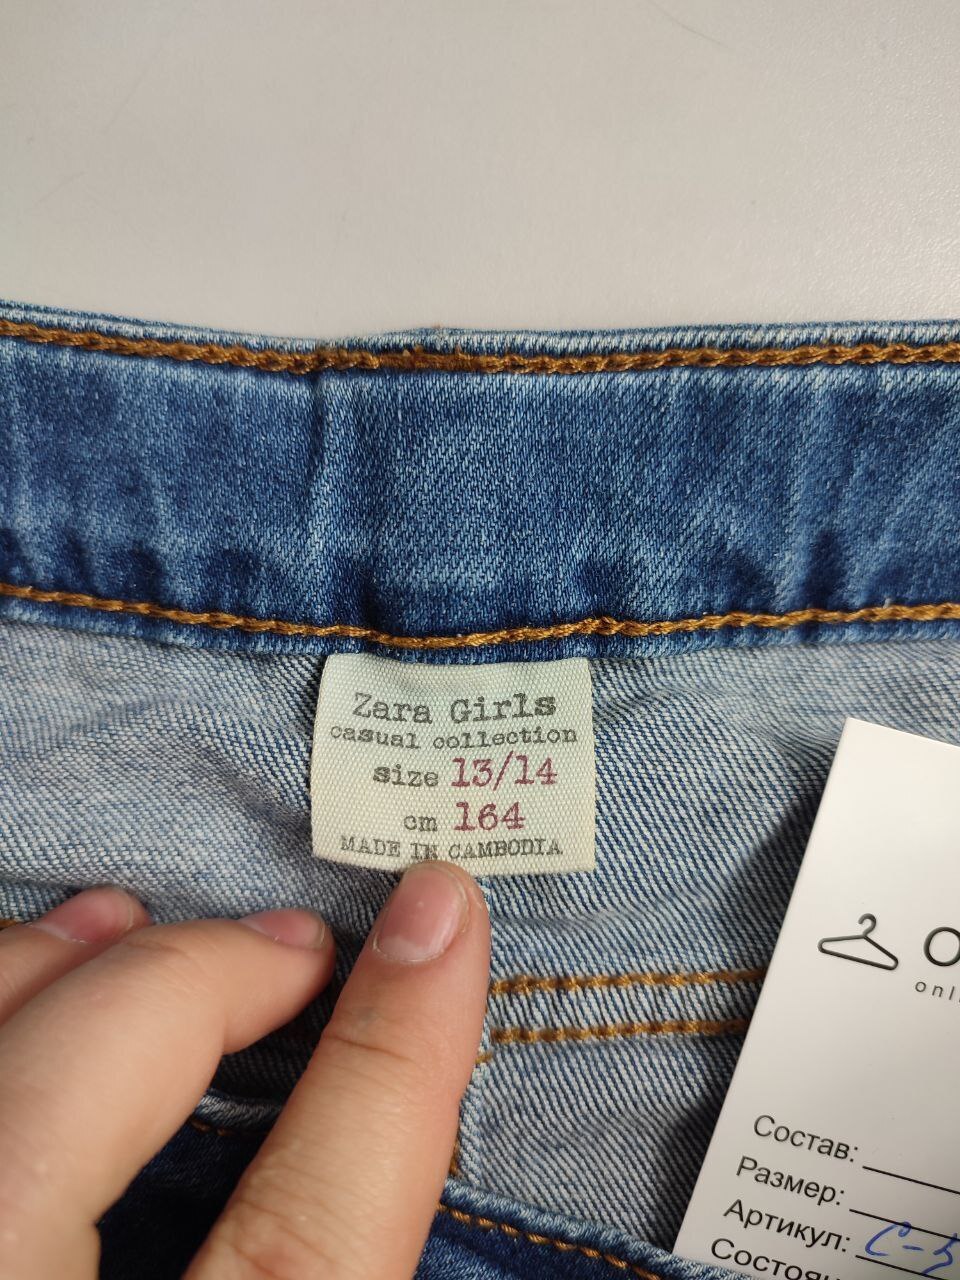 Zara Girls
casual collection
size 13/14
cm 164
MADE IN CAMBODIA
Состав:
Размер:
Артикул: